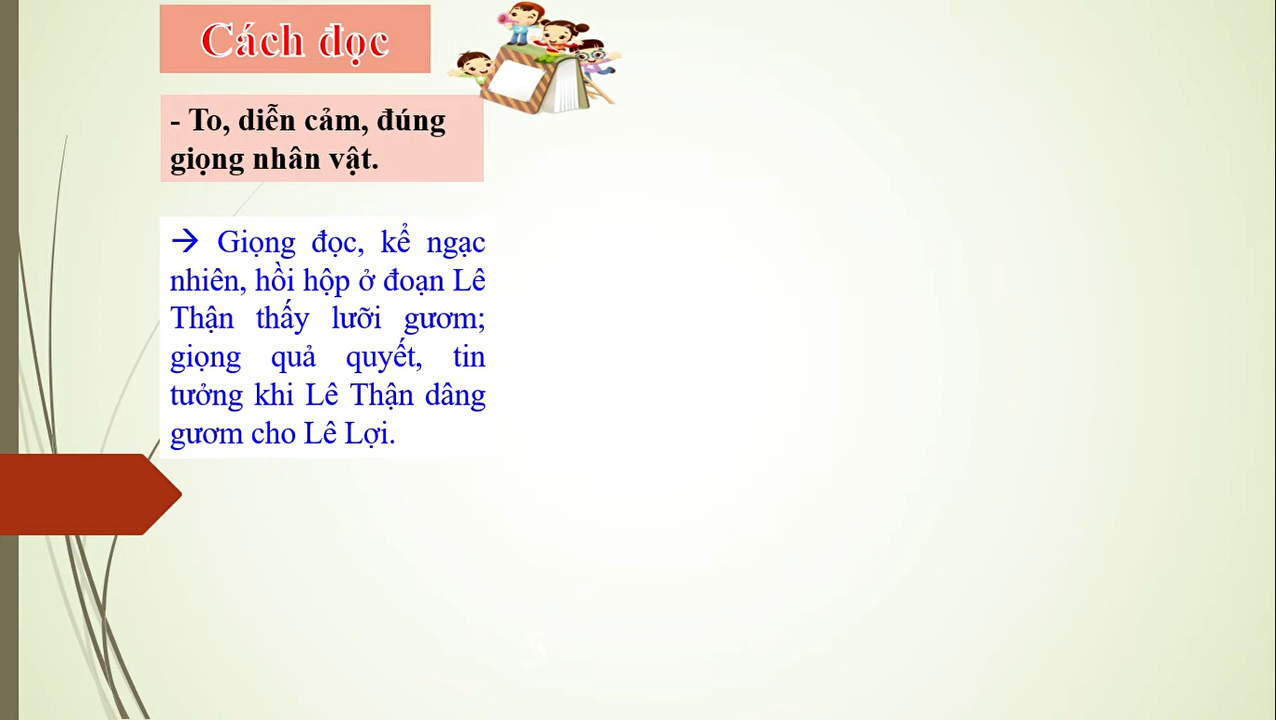 Cách đọc
- To, diễn cảm, đúng
giọng nhân vật.
→ Giọng đọc, kể ngạc
nhiên, hồi hộp ở đoạn Lê
Thận thấy lưỡi gươm;
giọng quả quyết, tin
tưởng khi Lê Thận dâng
gươm cho Lê Lợi.